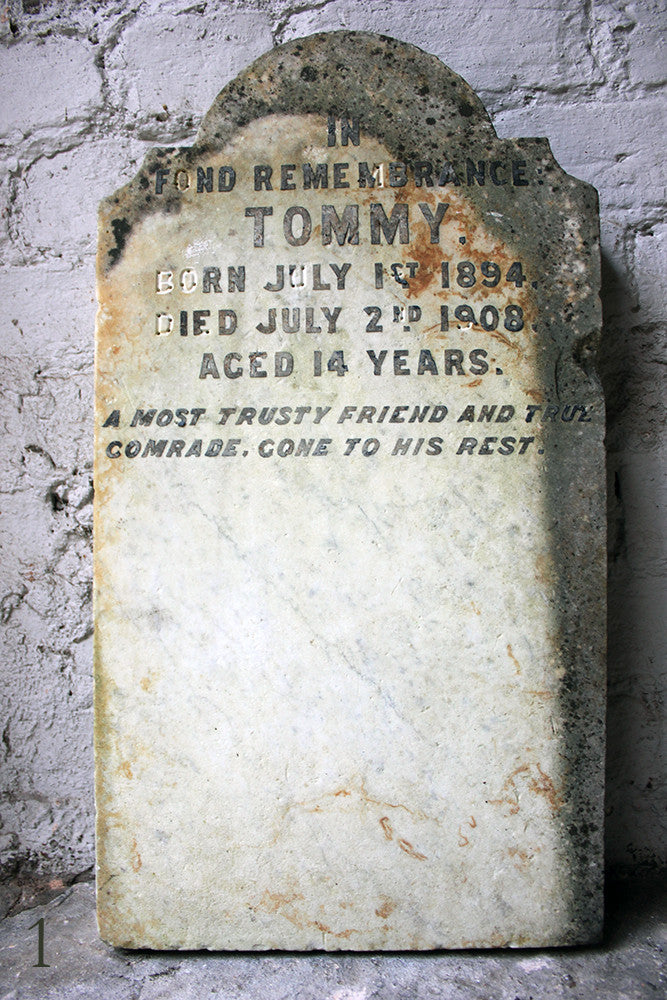 IN
FOND REMEMBRANCE.
TOMMY.
BORN JULY 1ST 1894.
DIED JULY 2ND 1908.
AGED 14 YEARS.
A MOST TRUSTY FRIEND AND TRUE
COMRADE. GONE TO HIS REST.
1